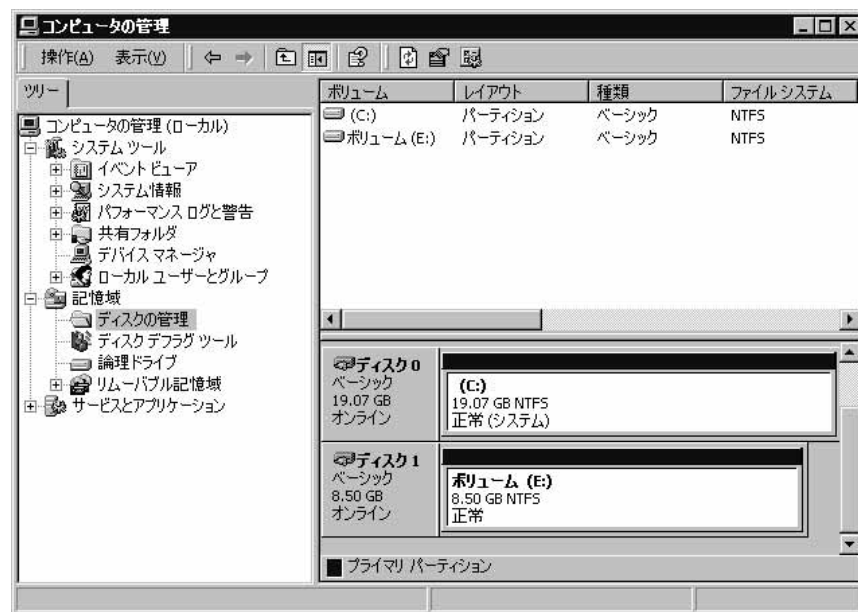 コンピュータの管理
操作(A) 表示(V)
ツリー
コンピュータの管理 (ローカル)
システム ツール
イベント ビューア
システム情報
パフォーマンス ログと警告
共有フォルダ
デバイス マネージャ
ローカル ユーザーとグループ
記憶域
ディスクの管理
ディスク デフラグ ツール
論理ドライブ
リムーバブル記憶域
サービスとアプリケーション
ボリューム レイアウト 種類 ファイル システム
(C:) パーティション ベーシック NTFS
ボリューム (E:) パーティション ベーシック NTFS
ディスク 0
ベーシック
19.07 GB
オンライン
(C:)
19.07 GB NTFS
正常 (システム)
ディスク 1
ベーシック
8.50 GB
オンライン
ボリューム (E:)
8.50 GB NTFS
正常
プライマリ パーティション